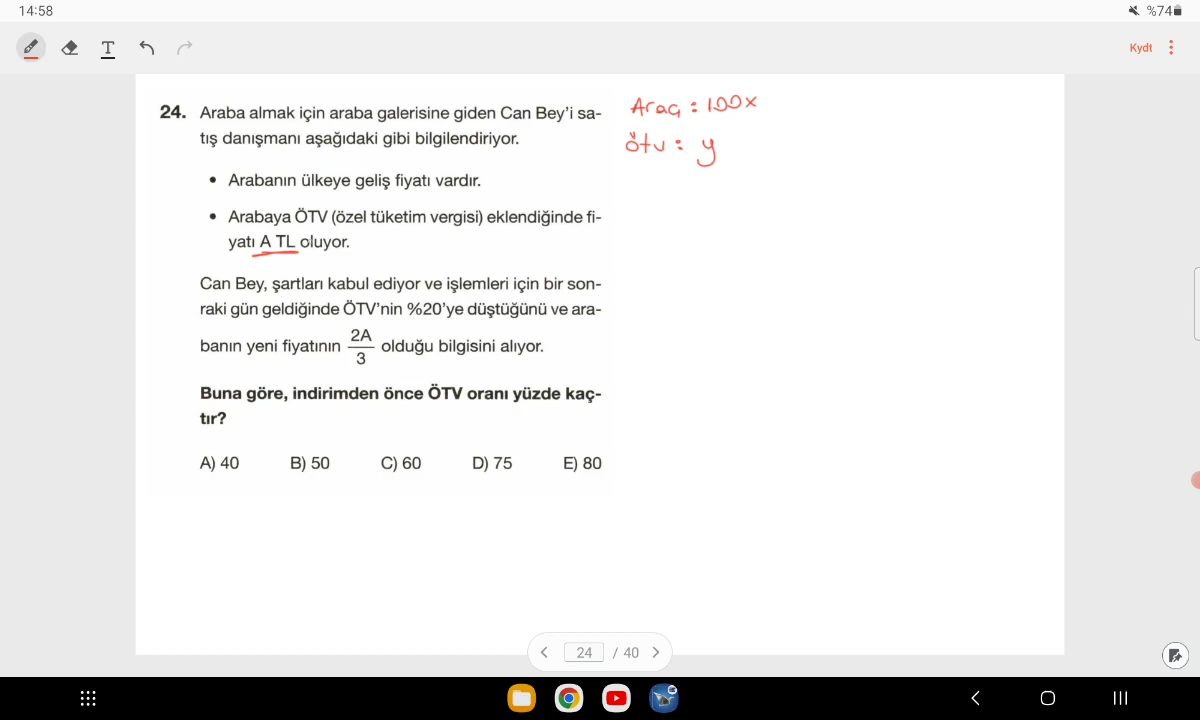 14:58
%74
T
Kydt
24. Araba almak için araba galerisine giden Can Bey'i sa-
tış danışmanı aşağıdaki gibi bilgilendiriyor.
• Arabanın ülkeye geliş fiyatı vardır.
• Arabaya ÖTV (özel tüketim vergisi) eklendiğinde fi-
yatı A TL oluyor.
Can Bey, şartları kabul ediyor ve işlemleri için bir son-
raki gün geldiğinde ÖTV'nin %20'ye düştüğünü ve ara-
banın yeni fiyatının 2A/3 olduğu bilgisini alıyor.
Buna göre, indirimden önce ÖTV oranı yüzde kaç-
tır?
A) 40 B) 50 C) 60 D) 75 E) 80
Araç : 100x
ötv : y
24 / 40